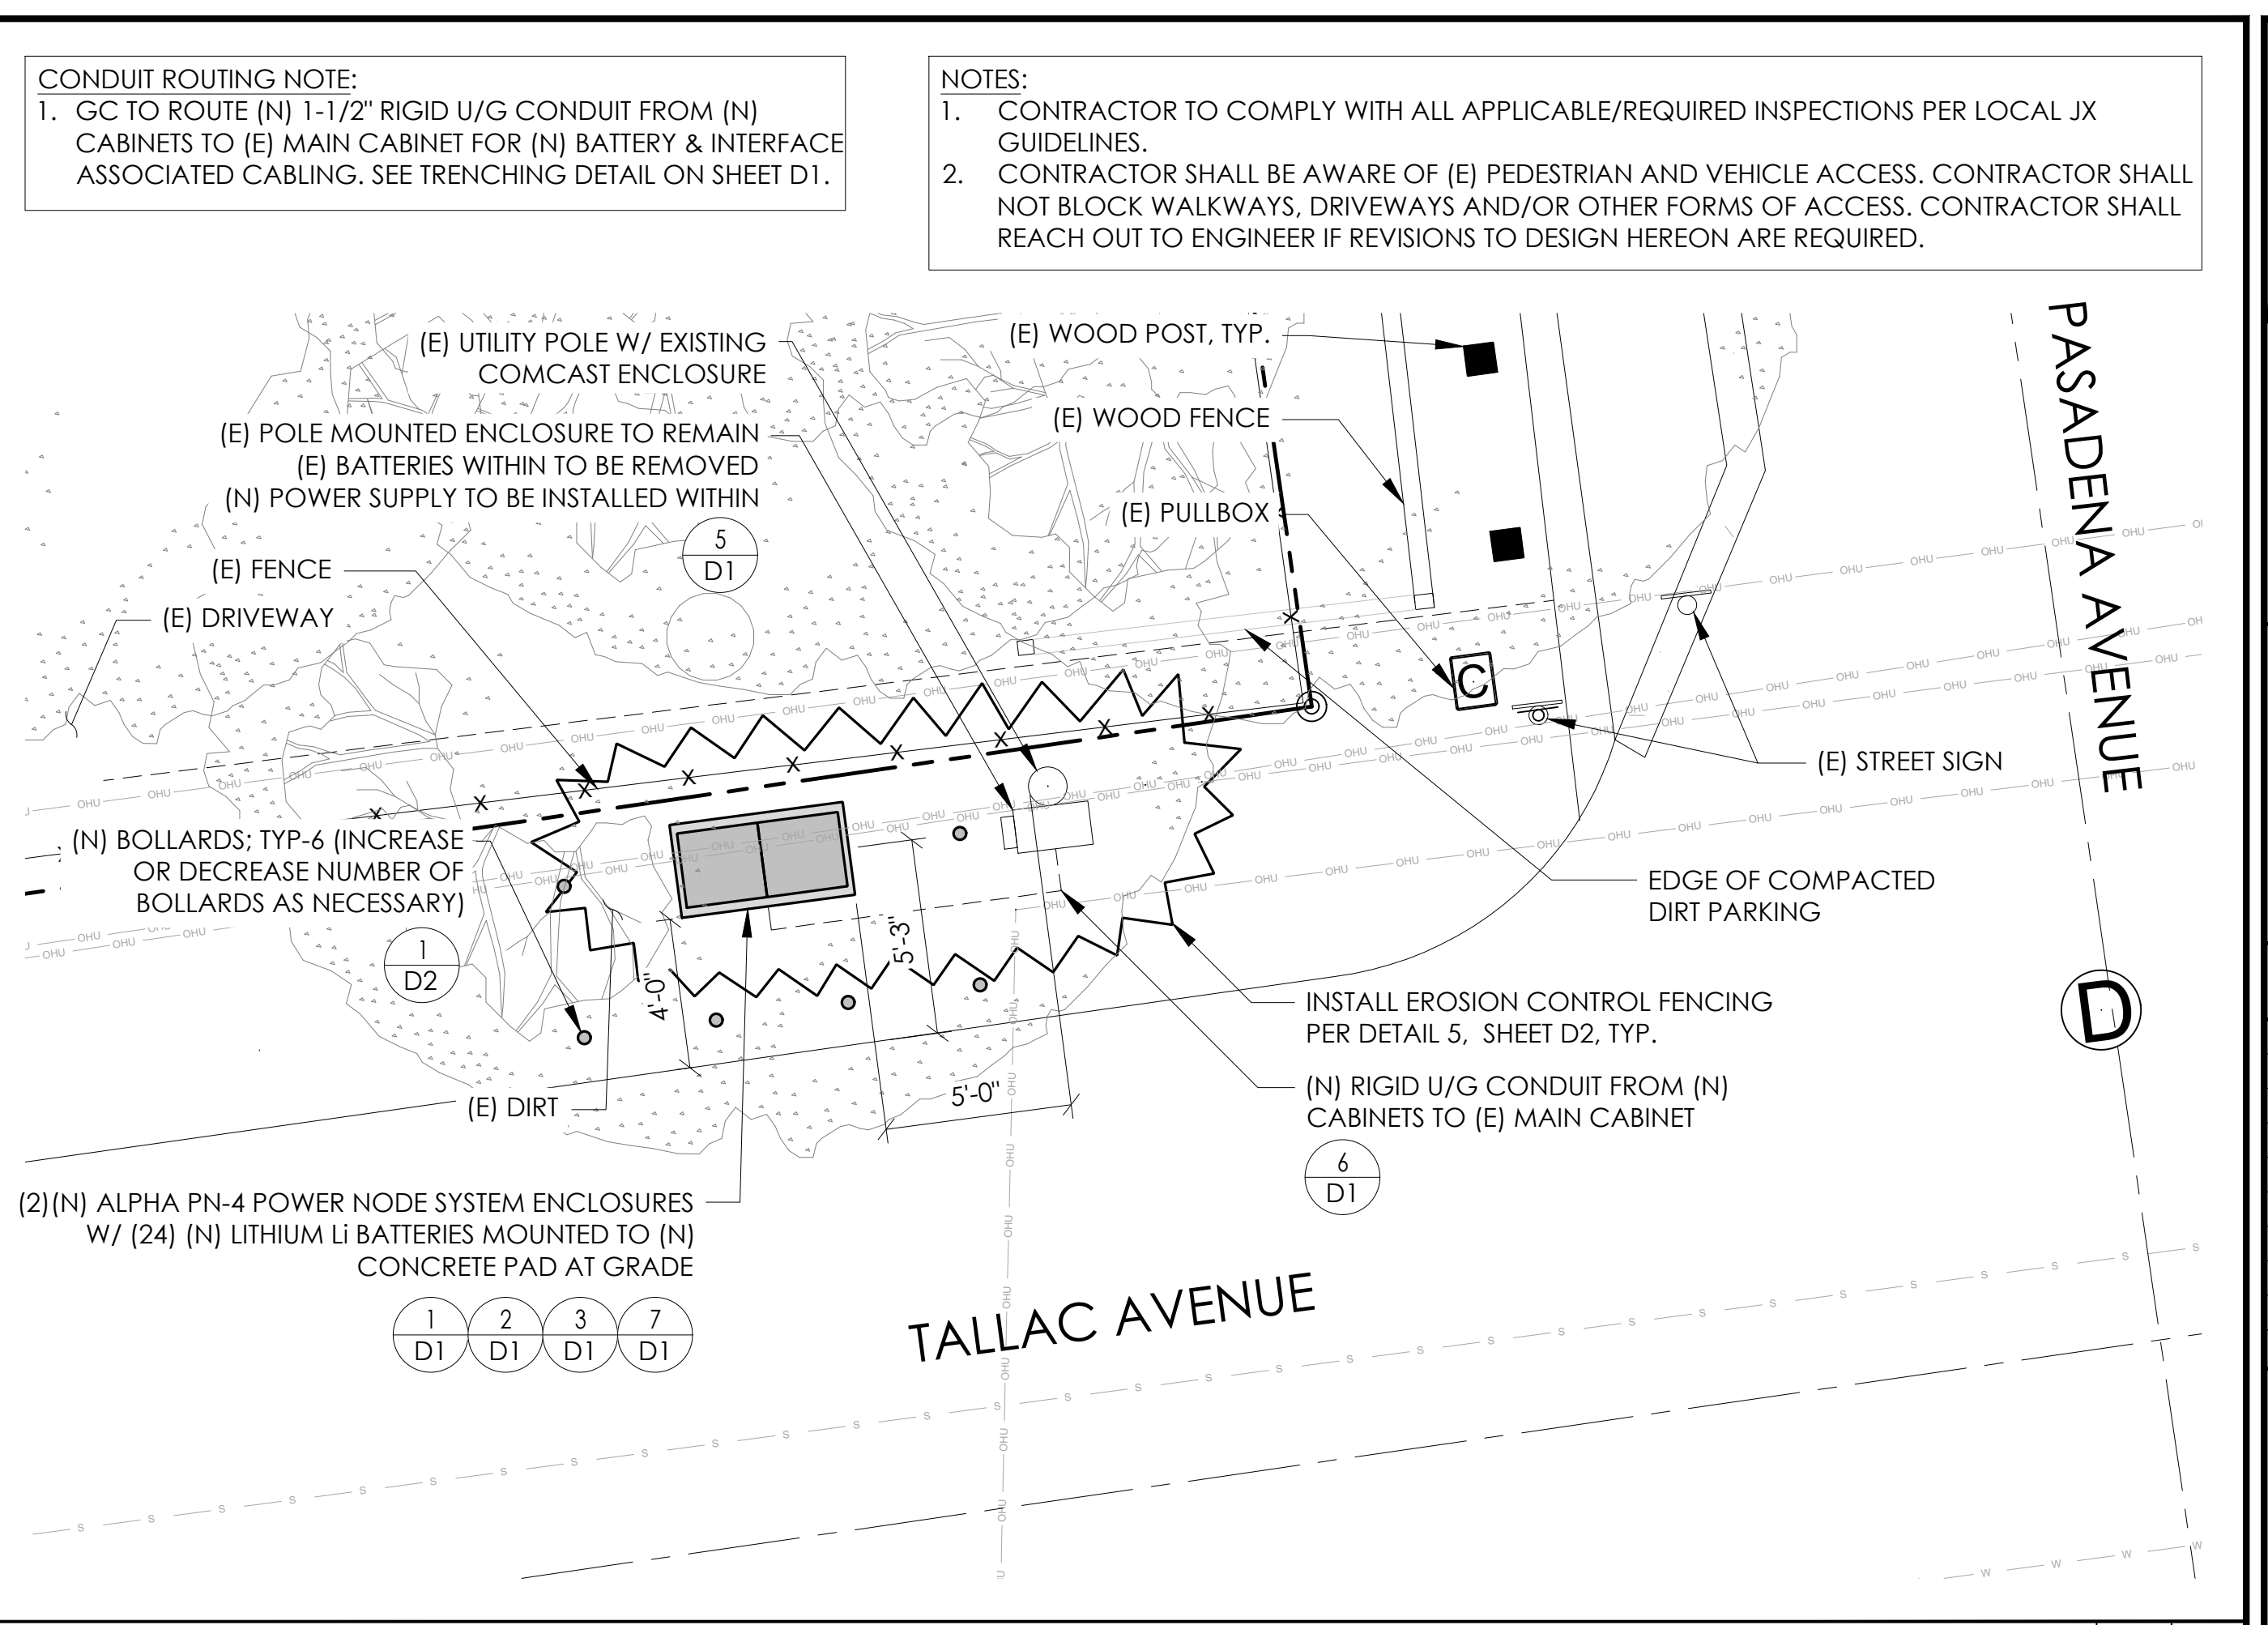 CONDUIT ROUTING NOTE:
1. GC TO ROUTE (N) 1-1/2" RIGID U/G CONDUIT FROM (N)
CABINETS TO (E) MAIN CABINET FOR (N) BATTERY & INTERFACE
ASSOCIATED CABLING. SEE TRENCHING DETAIL ON SHEET D1.
NOTES:
1. CONTRACTOR TO COMPLY WITH ALL APPLICABLE/REQUIRED INSPECTIONS PER LOCAL JX
GUIDELINES.
2. CONTRACTOR SHALL BE AWARE OF (E) PEDESTRIAN AND VEHICLE ACCESS. CONTRACTOR SHALL
NOT BLOCK WALKWAYS, DRIVEWAYS AND/OR OTHER FORMS OF ACCESS. CONTRACTOR SHALL
REACH OUT TO ENGINEER IF REVISIONS TO DESIGN HEREON ARE REQUIRED.
(E) UTILITY POLE W/ EXISTING
COMCAST ENCLOSURE
(E) POLE MOUNTED ENCLOSURE TO REMAIN
(E) BATTERIES WITHIN TO BE REMOVED
(N) POWER SUPPLY TO BE INSTALLED WITHIN
5
D1
(E) FENCE
(E) DRIVEWAY
(E) WOOD POST, TYP.
(E) WOOD FENCE
(E) PULLBOX
C
PASADENA AVENUE
(E) STREET SIGN
(N) BOLLARDS; TYP-6 (INCREASE
OR DECREASE NUMBER OF
BOLLARDS AS NECESSARY)
1
D2
EDGE OF COMPACTED
DIRT PARKING
4'-0"
5'-3"
5'-0"
D
INSTALL EROSION CONTROL FENCING
PER DETAIL 5, SHEET D2, TYP.
(E) DIRT
(N) RIGID U/G CONDUIT FROM (N)
CABINETS TO (E) MAIN CABINET
6
D1
(2)(N) ALPHA PN-4 POWER NODE SYSTEM ENCLOSURES
W/ (24) (N) LITHIUM Li BATTERIES MOUNTED TO (N)
CONCRETE PAD AT GRADE
1
D1
2
D1
3
D1
7
D1
TALLAC AVENUE
OHU
S
W